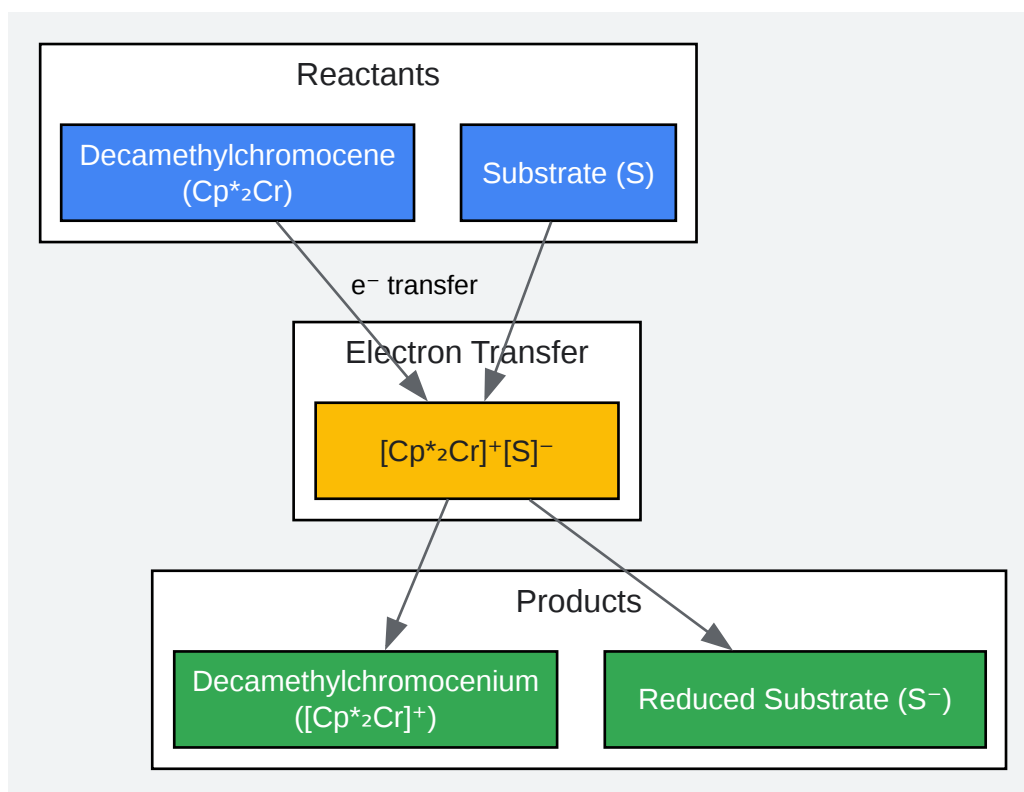 Reactants
Decamethylchromocene
(Cp*₂Cr)
Substrate (S)
e⁻ transfer
Electron Transfer
[Cp*₂Cr]⁺[S]⁻
Products
Decamethylchromocenium
([Cp*₂Cr]⁺)
Reduced Substrate (S⁻)